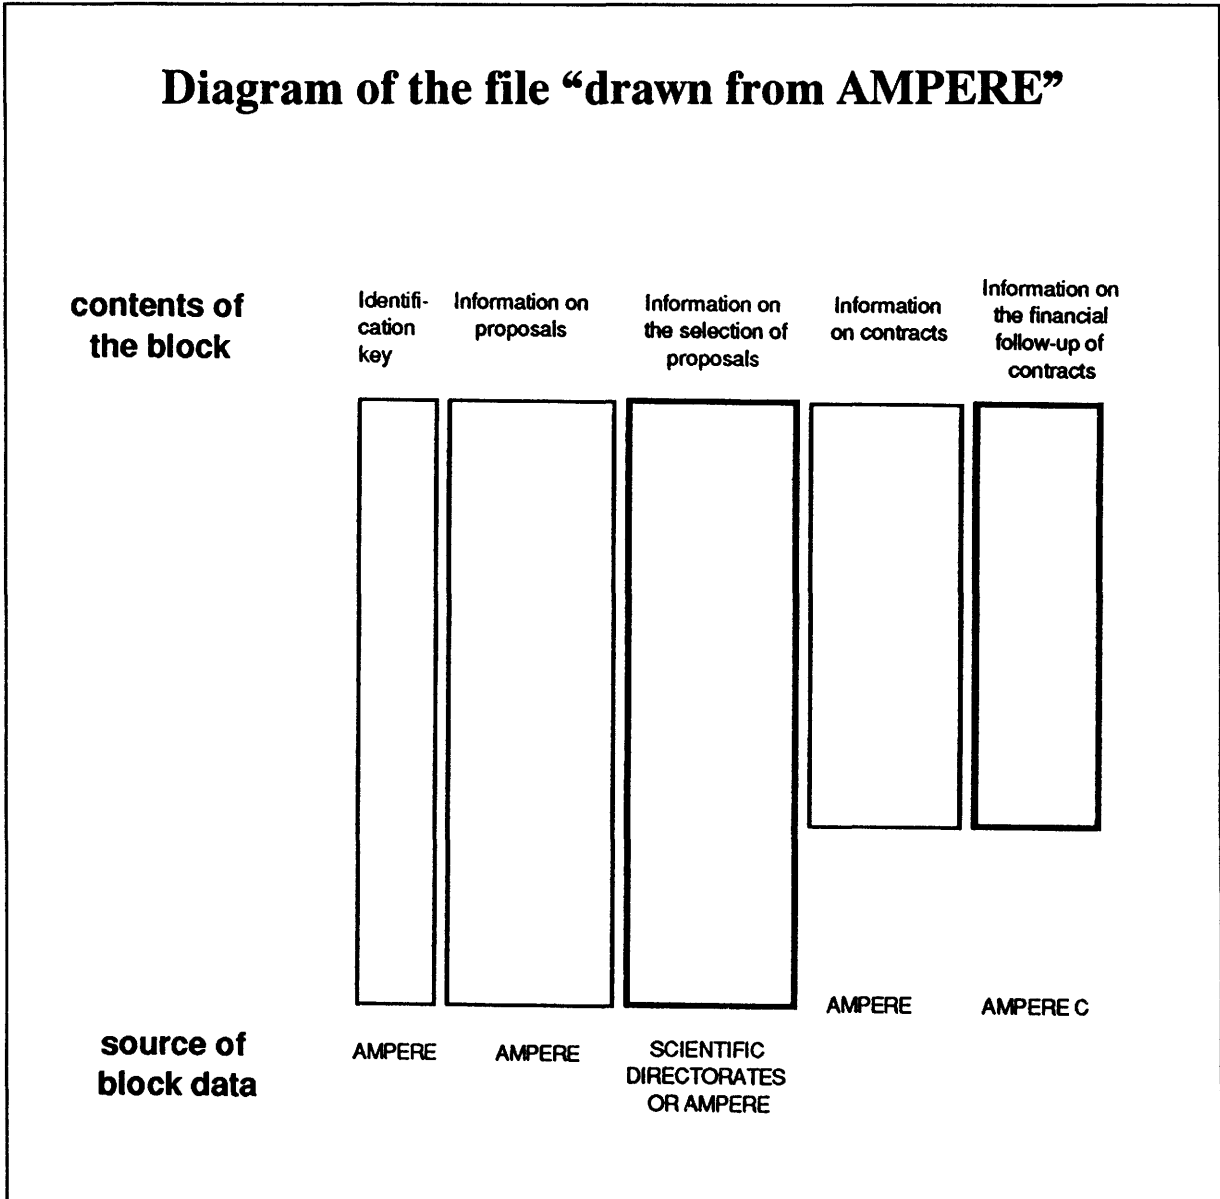 Diagram of the file “drawn from AMPERE”
contents of
the block
Identifi-
cation
key
Information on
proposals
Information on
the selection of
proposals
Information
on contracts
Information on
the financial
follow-up of
contracts
source of
block data
AMPERE
AMPERE
SCIENTIFIC
DIRECTORATES
OR AMPERE
AMPERE
AMPERE C